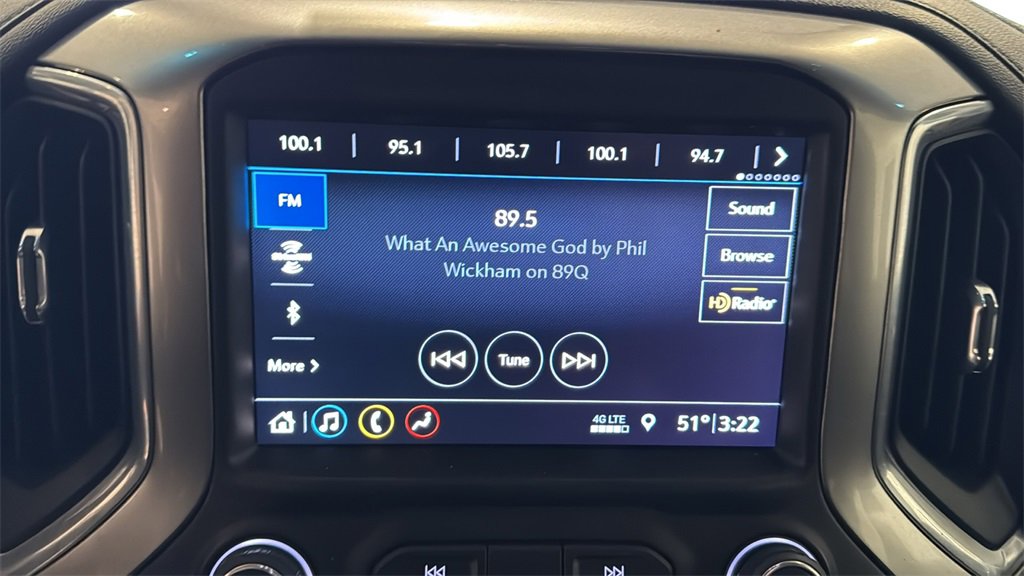 100.1 | 95.1 | 105.7 | 100.1 | 94.7 |
FM
89.5
What An Awesome God by Phil
Wickham on 89Q
Sound
Browse
HD Radio
More
Tune
4G LTE
51° | 3:22